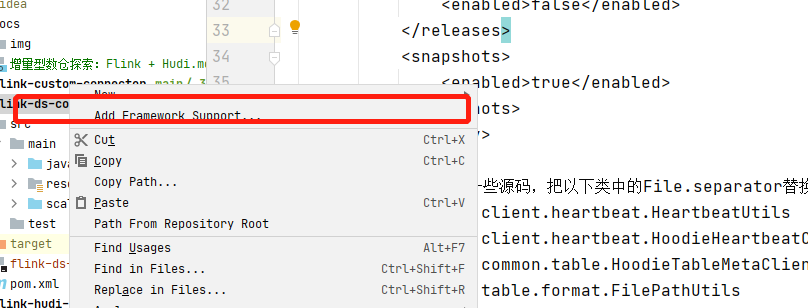 idea
ocs
img
增量型数仓探索: Flink + Hudi.md
link-custom-connector main/
link-ds-co
src
main
java
reso
scal
test
target
flink-ds-
pom.xml
link-hudi-
New
Add Framework Support...
Cut Ctrl+X
Copy Ctrl+C
Copy Path...
Paste Ctrl+V
Path From Repository Root
Find Usages Alt+F7
Find in Files... Ctrl+Shift+F
Replace in Files... Ctrl+Shift+R
32 <enabled>false</enabled>
33 </releases>
34 <snapshots>
35 <enabled>true</enabled>
hots>
y>
一些源码，把以下类中的File.separator替换
client.heartbeat.HeartbeatUtils
client.heartbeat.HoodieHeartbeatC
common.table.HoodieTableMetaClien
table.format.FilePathUtils